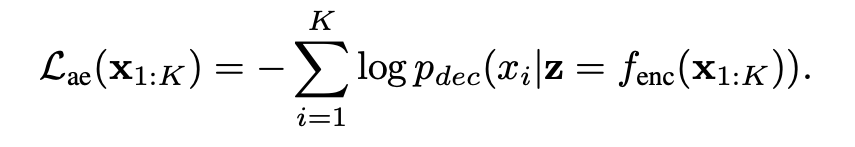 $\mathcal{L}_{\text{ae}}(\mathbf{x}_{1:K}) = -\sum_{i=1}^{K} \log p_{dec}(x_i|\mathbf{z} = f_{\text{enc}}(\mathbf{x}_{1:K})).$